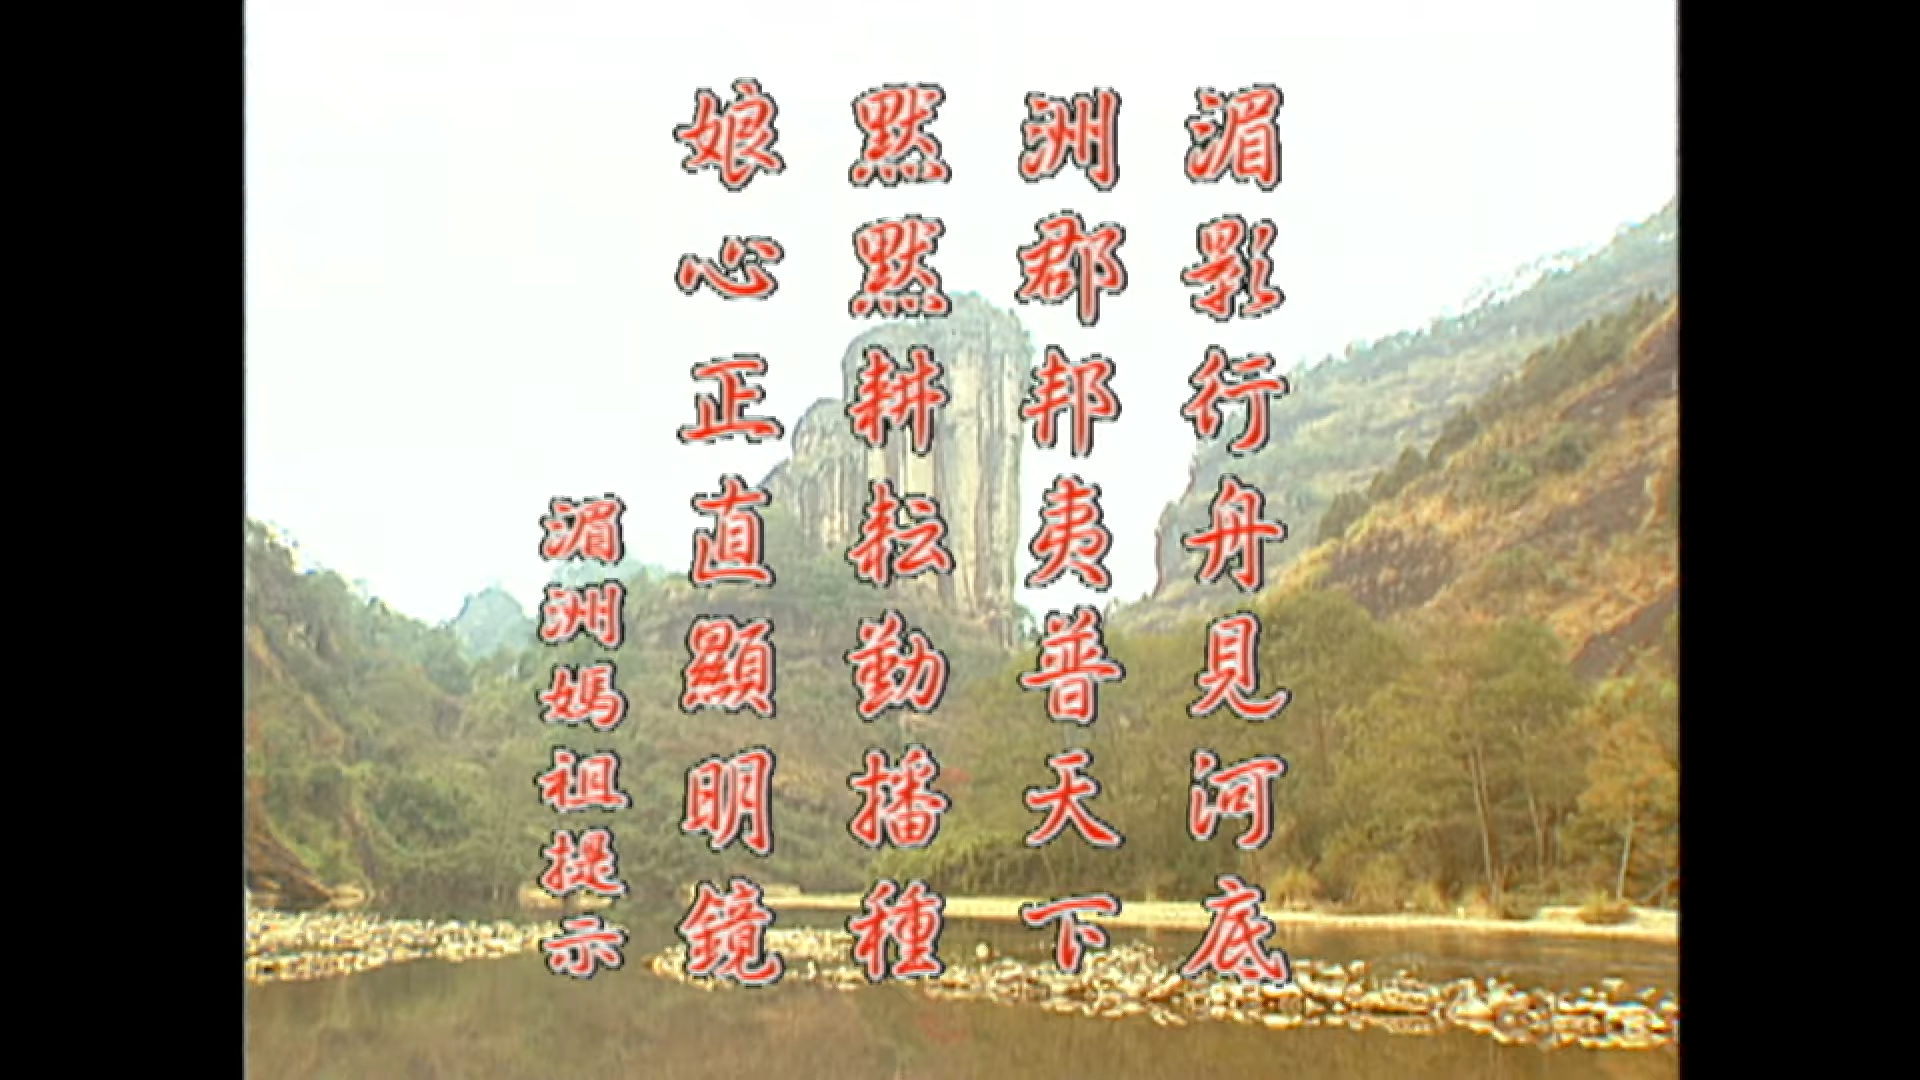 湄影行舟見河底
洲郡邦夷普天下
默默耕耘勤播種
娘心正直顯明鏡
湄洲媽祖提示